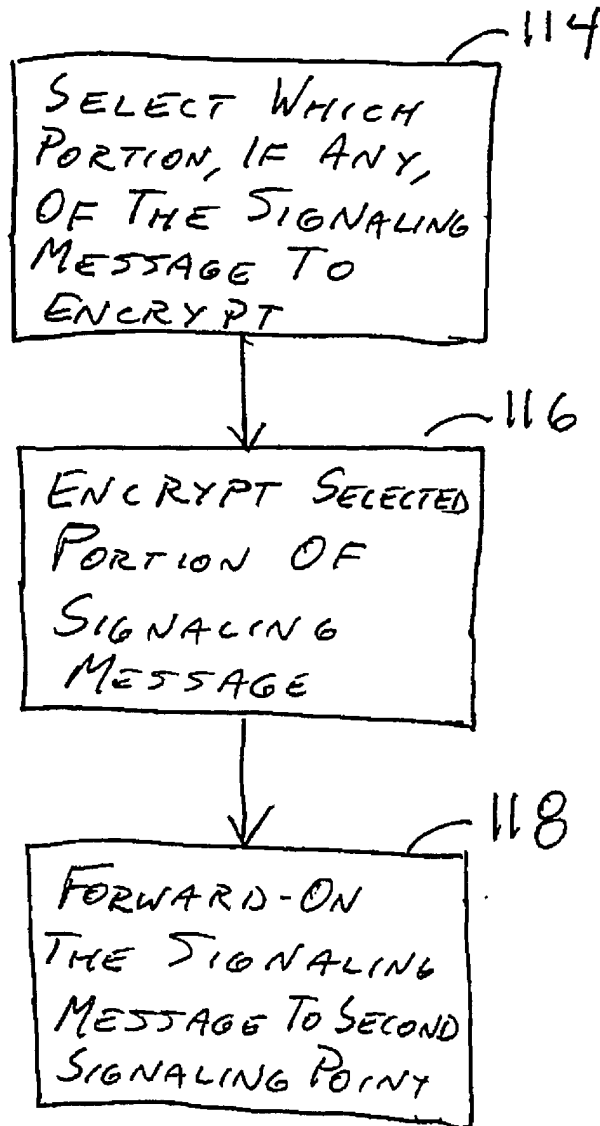 114
SELECT WHICH
PORTION, IF ANY,
OF THE SIGNALING
MESSAGE TO
ENCRYPT
116
ENCRYPT SELECTED
PORTION OF
SIGNALING
MESSAGE
118
FORWARD-ON
THE SIGNALING
MESSAGE TO SECOND
SIGNALING POINT